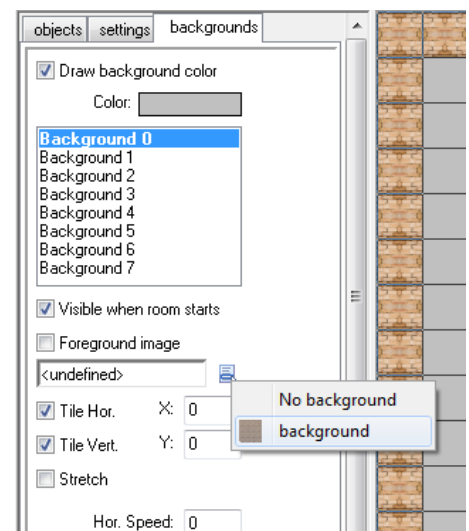 objects settings backgrounds
Draw background color
Color:
Background 0
Background 1
Background 2
Background 3
Background 4
Background 5
Background 6
Background 7
Visible when room starts
Foreground image
<undefined>
No background
Tile Hor. X: 0
background
Tile Vert. Y: 0
Stretch
Hor. Speed: 0